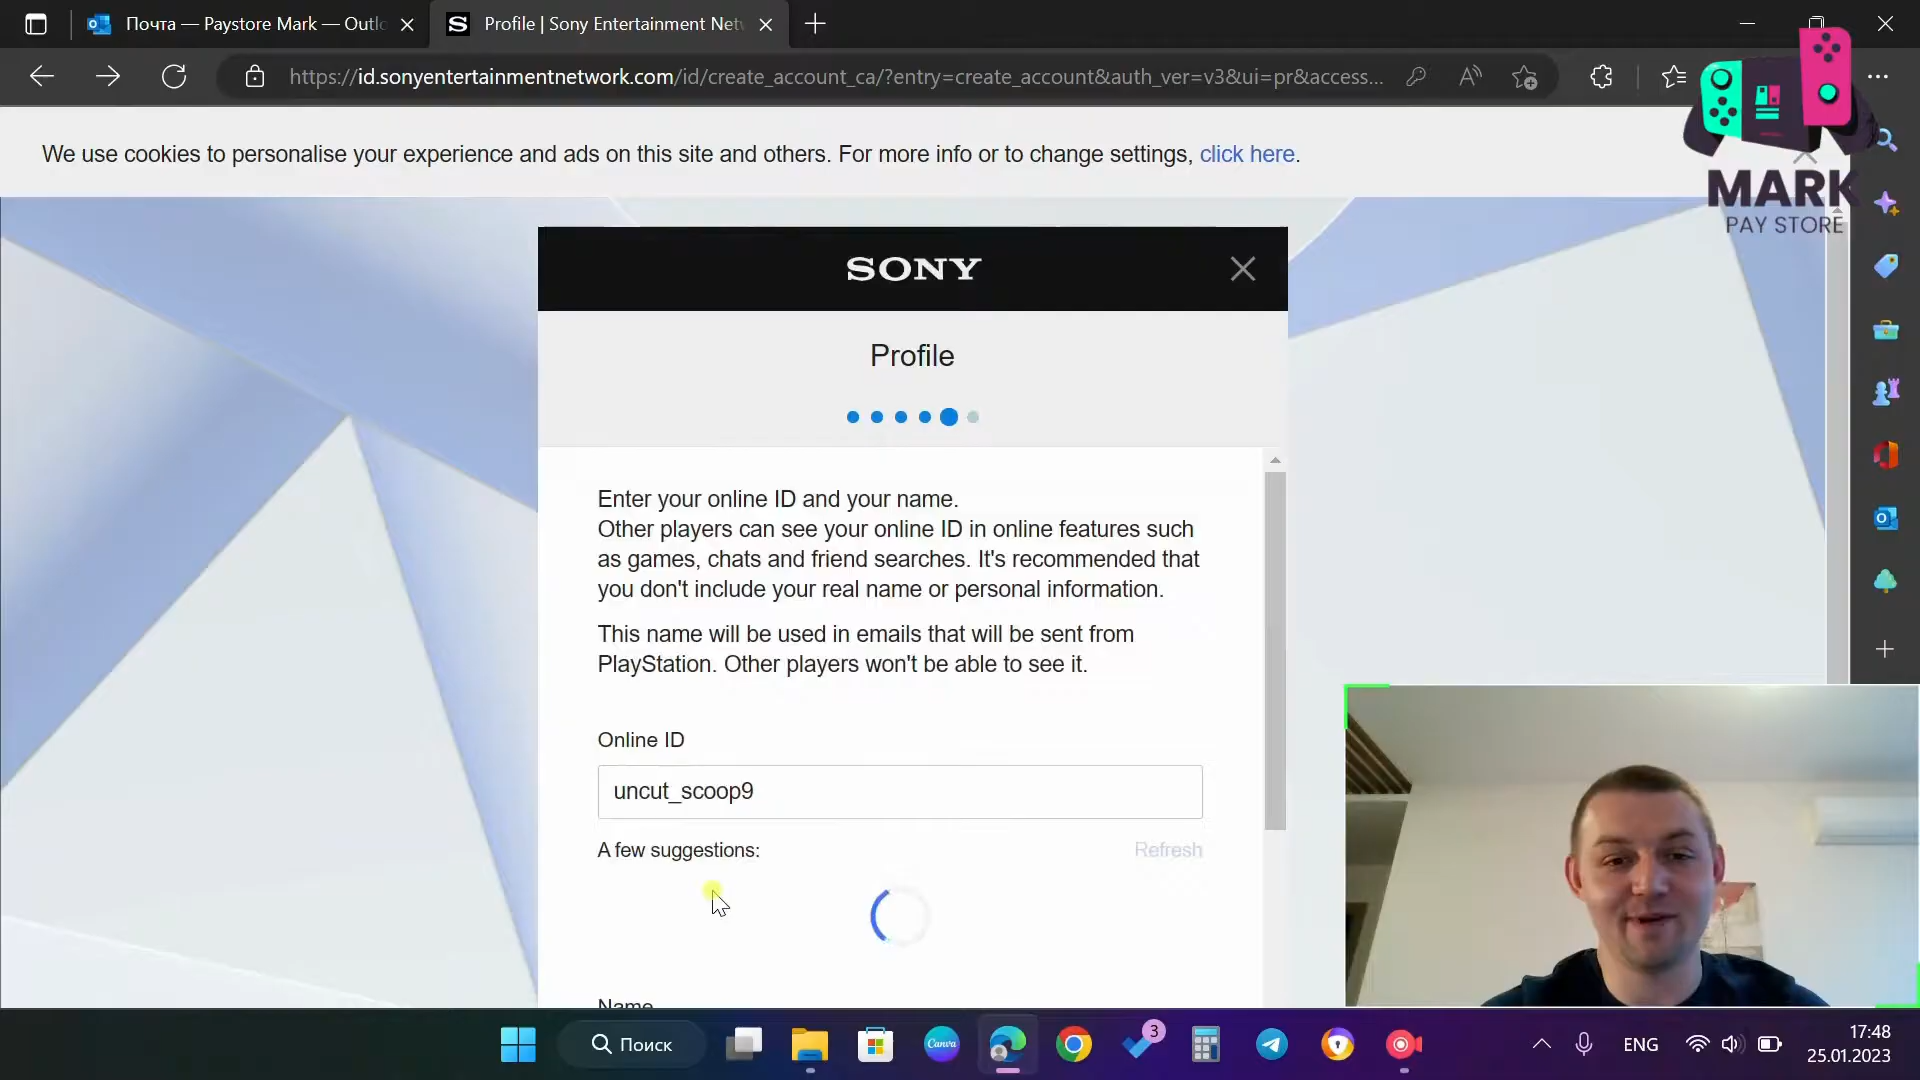 Почта — Paystore Mark — Outlo
Profile | Sony Entertainment Net
https://id.sonyentertainmentnetwork.com/id/create_account_ca/?entry=create_account&auth_ver=v3&ui=pr&access...
We use cookies to personalise your experience and ads on this site and others. For more info or to change settings, click here.
MARK
PAY STORE
SONY
Profile
Enter your online ID and your name.
Other players can see your online ID in online features such
as games, chats and friend searches. It's recommended that
you don't include your real name or personal information.
This name will be used in emails that will be sent from
PlayStation. Other players won't be able to see it.
Online ID
uncut_scoop9
A few suggestions:
Refresh
Name
Поиск
Canva
3
ENG
17:48
25.01.2023